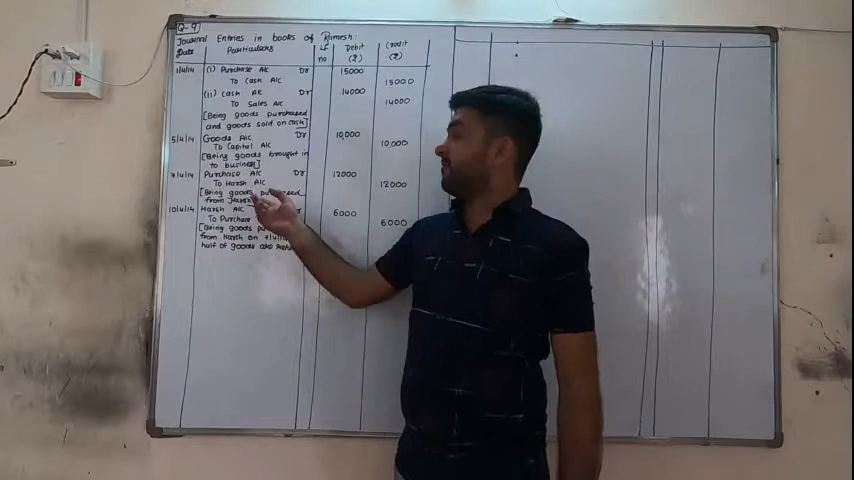 Q-9
Journal Entries in books of Ramesh:
Date Particulars Lf no Debit (₹) Credit (₹)
1/4/14 (i) Purchase A/c Dr 15000
To Cash A/c 15000
(ii) Cash A/c Dr 14000
To Sales A/c 14000
[Being goods purchased
and goods sold on cash]
5/4/14 Goods A/c Dr 10,000
To Capital A/c 10,000
[Being goods brought in
to business]
7/4/14 Purchase A/c Dr 12000
To Harsh A/c 12000
[Being goods purchased
from Harsh]
10/4/14 Harsh A/c 6000
To Purchase 6000
[Being goods
from Harsh on
half of goods are